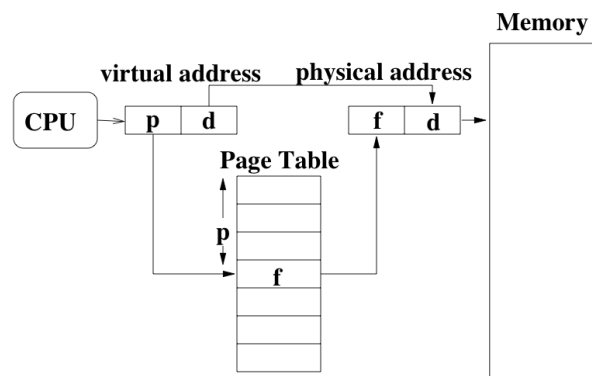 Memory
virtual address physical address
CPU p d f d
Page Table
p
f